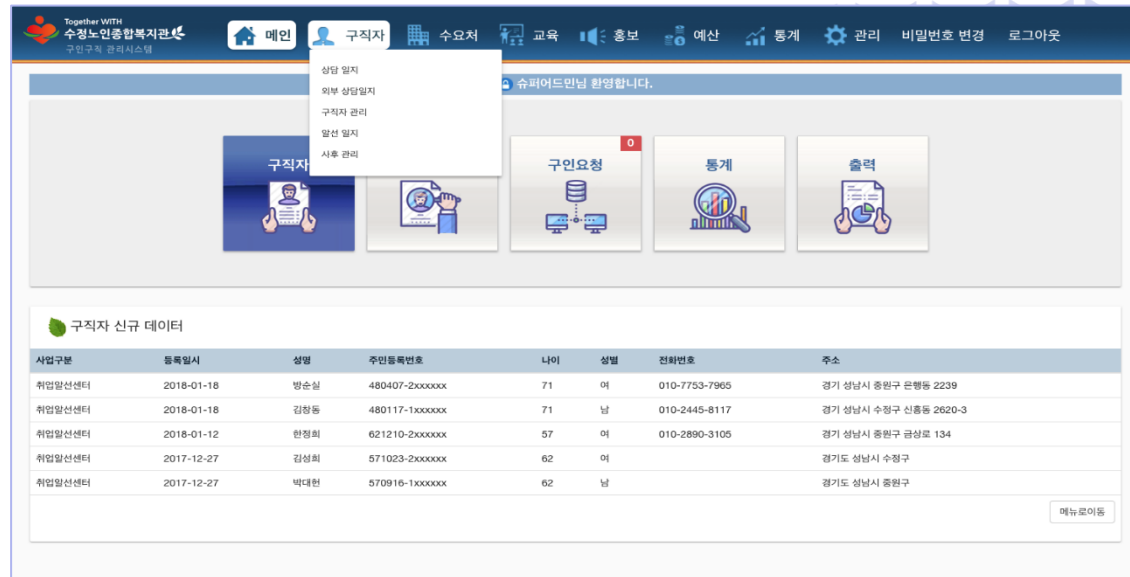 Together WITH
수정노인종합복지관
구인구직 관리시스템
메인 구직자 수요처 교육 홍보 예산 통계 관리 비밀번호 변경 로그아웃
상담 일지
외부 상담일지
구직자 관리
알선 일지
사후 관리
슈퍼어드민님 환영합니다.
구직자
0
구인요청
통계
출력
구직자 신규 데이터
사업구분 등록일시 성명 주민등록번호 나이 성별 전화번호 주소
취업알선센터 2018-01-18 방순실 480407-2xxxxxx 71 여 010-7753-7965 경기 성남시 중원구 은행동 2239
취업알선센터 2018-01-18 김창동 480117-1xxxxxx 71 남 010-2445-8117 경기 성남시 수정구 신흥동 2620-3
취업알선센터 2018-01-12 한정희 621210-2xxxxxx 57 여 010-2890-3105 경기 성남시 중원구 금상로 134
취업알선센터 2017-12-27 김성희 571023-2xxxxxx 62 여 경기도 성남시 수정구
취업알선센터 2017-12-27 박대헌 570916-1xxxxxx 62 남 경기도 성남시 중원구
메뉴로이동